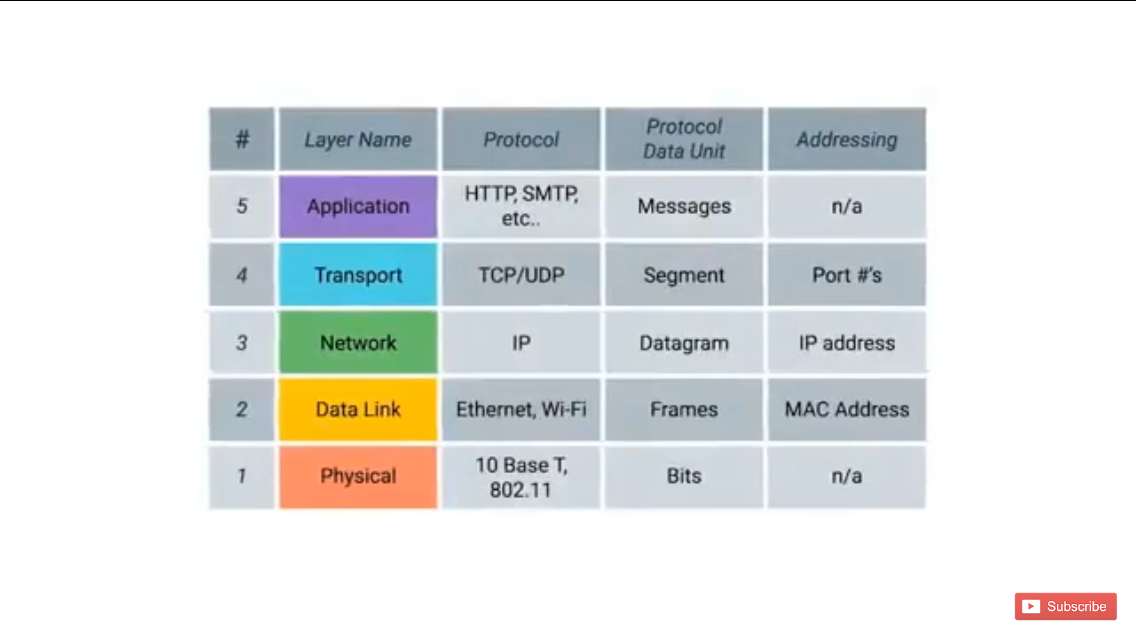 # Layer Name Protocol Protocol Data Unit Addressing
5 Application HTTP, SMTP, etc.. Messages n/a
4 Transport TCP/UDP Segment Port #'s
3 Network IP Datagram IP address
2 Data Link Ethernet, Wi-Fi Frames MAC Address
1 Physical 10 Base T, 802.11 Bits n/a
Subscribe